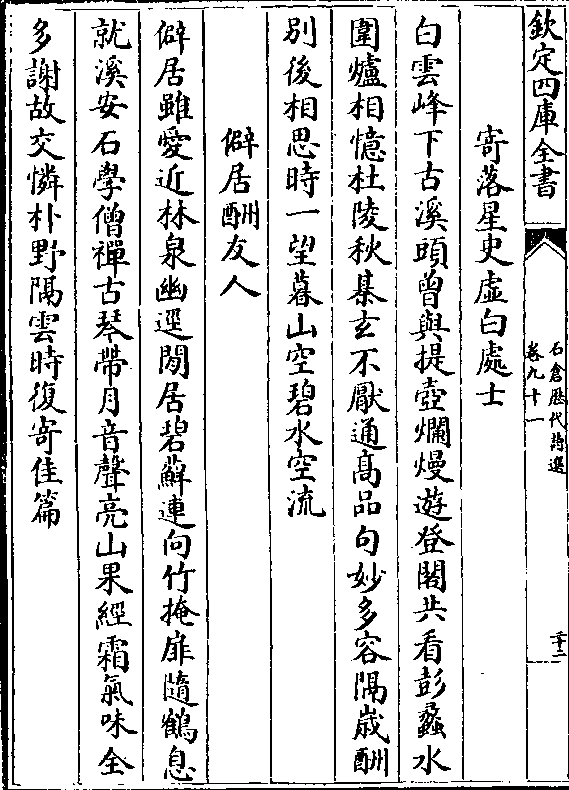 欽定四庫全書
石倉歷代詩選
卷九十一
寄落星史虛白處士
白雲峰下古溪頭曾與提壺爛熳遊登閣共看彭蠡水
圍爐相憶杜陵秋棊玄不厭通高品句妙多容隔歲酬
別後相思時一望暮山空碧水空流
僻居酬友人
僻居雖愛近林泉幽逕閒居碧蘚連向竹掩扉隨鶴息
就溪安石學僧禪古琴帶月音聲亮山果經霜氣味全
多謝故交憐朴野隔雲時復寄佳篇